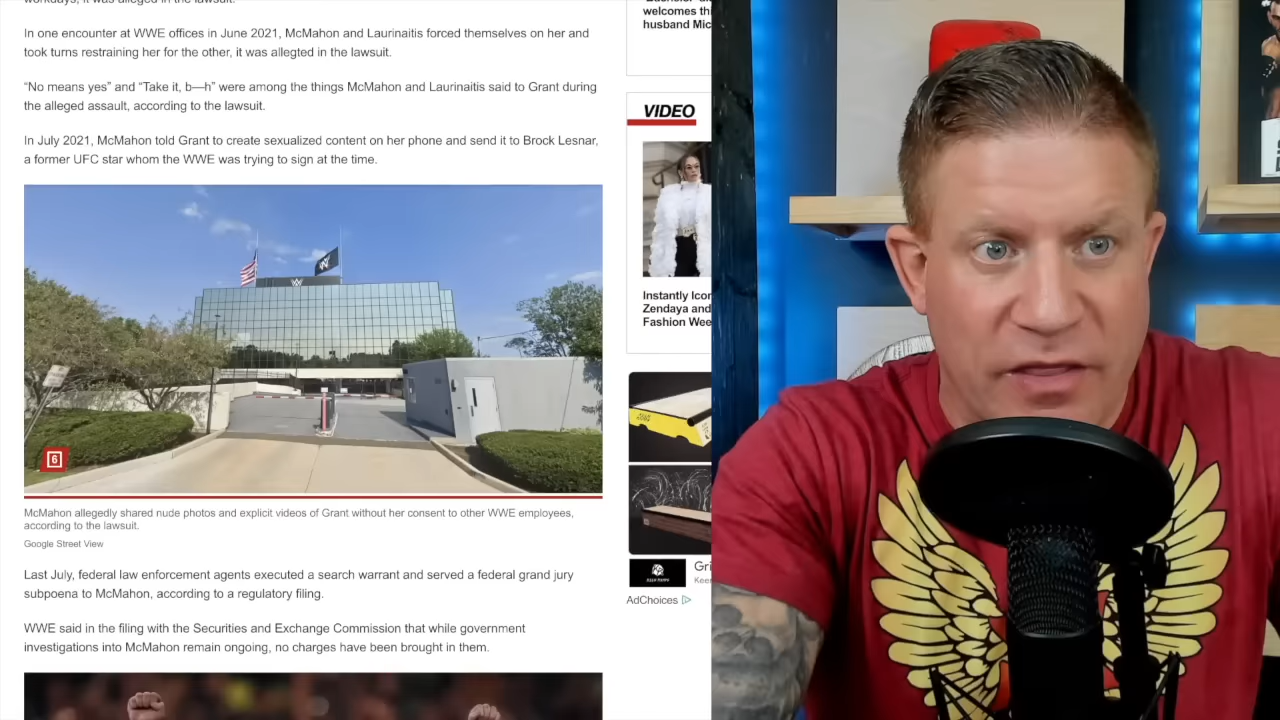 In one encounter at WWE offices in June 2021, McMahon and Laurinaitis forced themselves on her and
took turns restraining her for the other, it was allegted in the lawsuit.
“No means yes” and “Take it, b—h” were among the things McMahon and Laurinaitis said to Grant during
the alleged assault, according to the lawsuit.
In July 2021, McMahon told Grant to create sexualized content on her phone and send it to Brock Lesnar,
a former UFC star whom the WWE was trying to sign at the time.
6
McMahon allegedly shared nude photos and explicit videos of Grant without her consent to other WWE employees,
according to the lawsuit.
Google Street View
Last July, federal law enforcement agents executed a search warrant and served a federal grand jury
subpoena to McMahon, according to a regulatory filing.
WWE said in the filing with the Securities and Exchange Commission that while government
investigations into McMahon remain ongoing, no charges have been brought in them.
welcomes
husband
VIDEO
Instantly
Zendaya and
Fashion
AdChoices